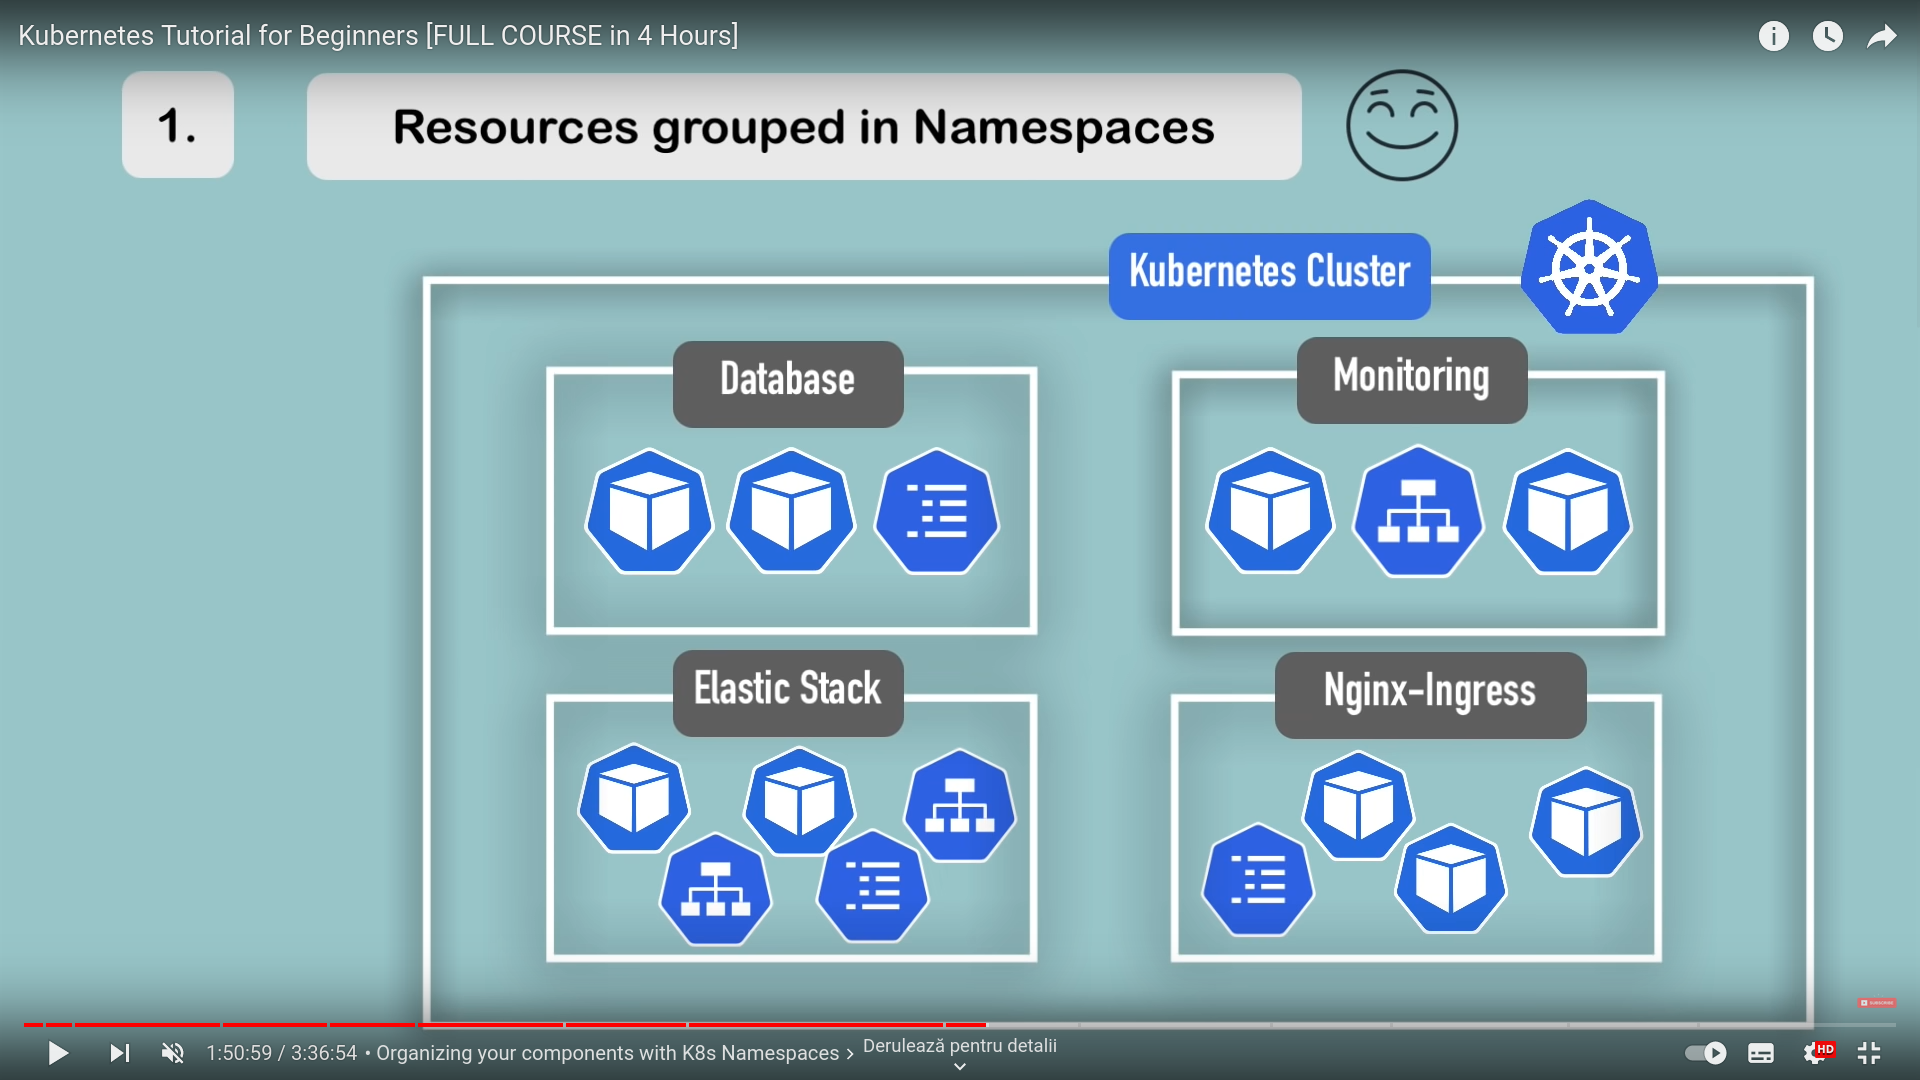 Kubernetes Tutorial for Beginners [FULL COURSE in 4 Hours]
1.
Resources grouped in Namespaces
Kubernetes Cluster
Database
Monitoring
Elastic Stack
Nginx-Ingress
SUBSCRIBE
1:50:59 / 3:36:54 • Organizing your components with K8s Namespaces
Derulează pentru detalii
HD